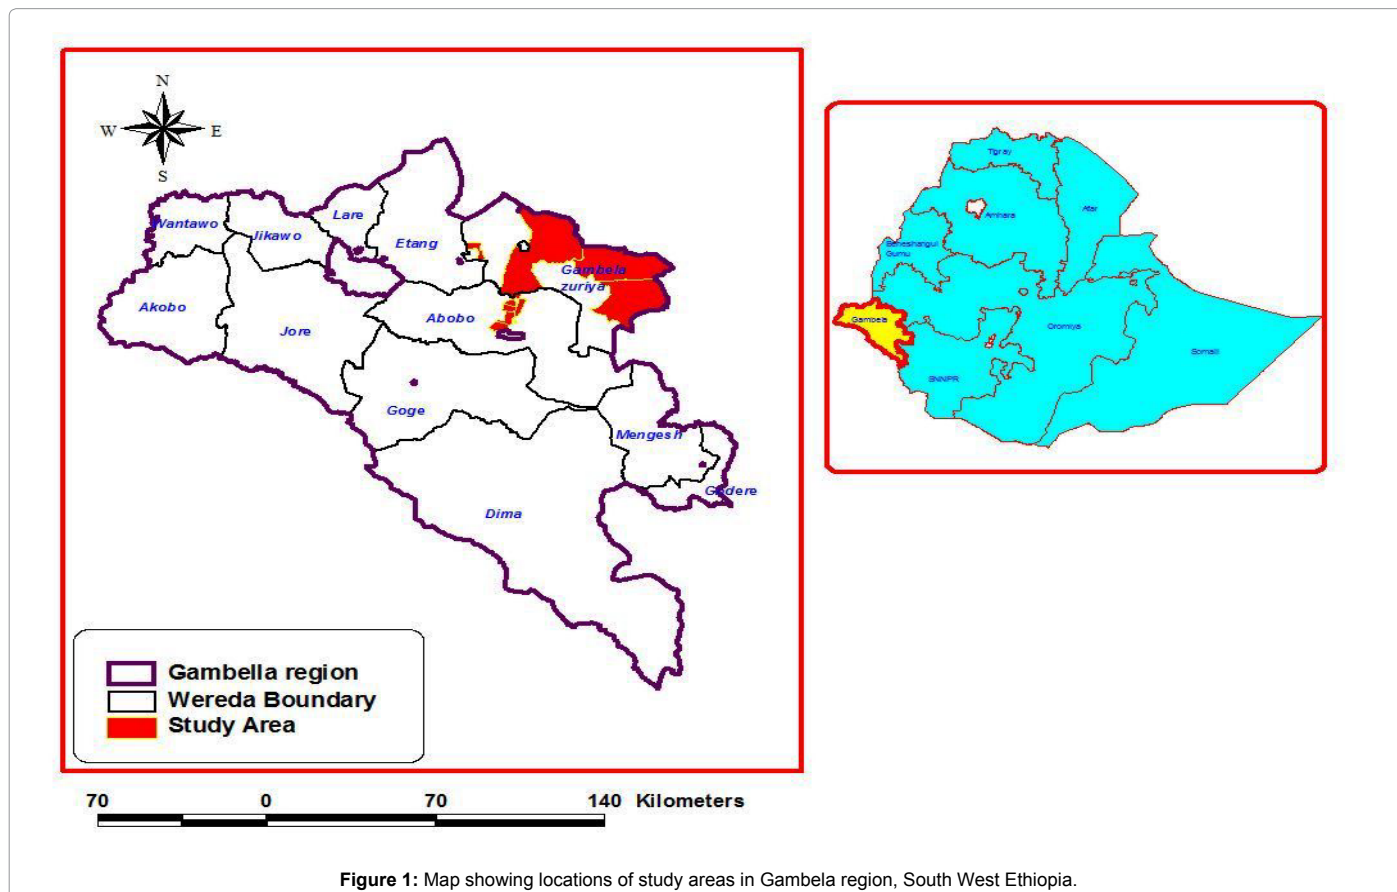 N
W E
S
Wantawo
Jikawo
Lare
Etang
Gambela
zuriya
Akobo
Jore
Abobo
Goge
Mengesh
Godere
Dima
Gambella region
Wereda Boundary
Study Area
70 0 70 140 Kilometers
Tigray
Amhara
Afar
Gumu
Gambela
Oromiya
Somali
SNNPR
Figure 1: Map showing locations of study areas in Gambela region, South West Ethiopia.